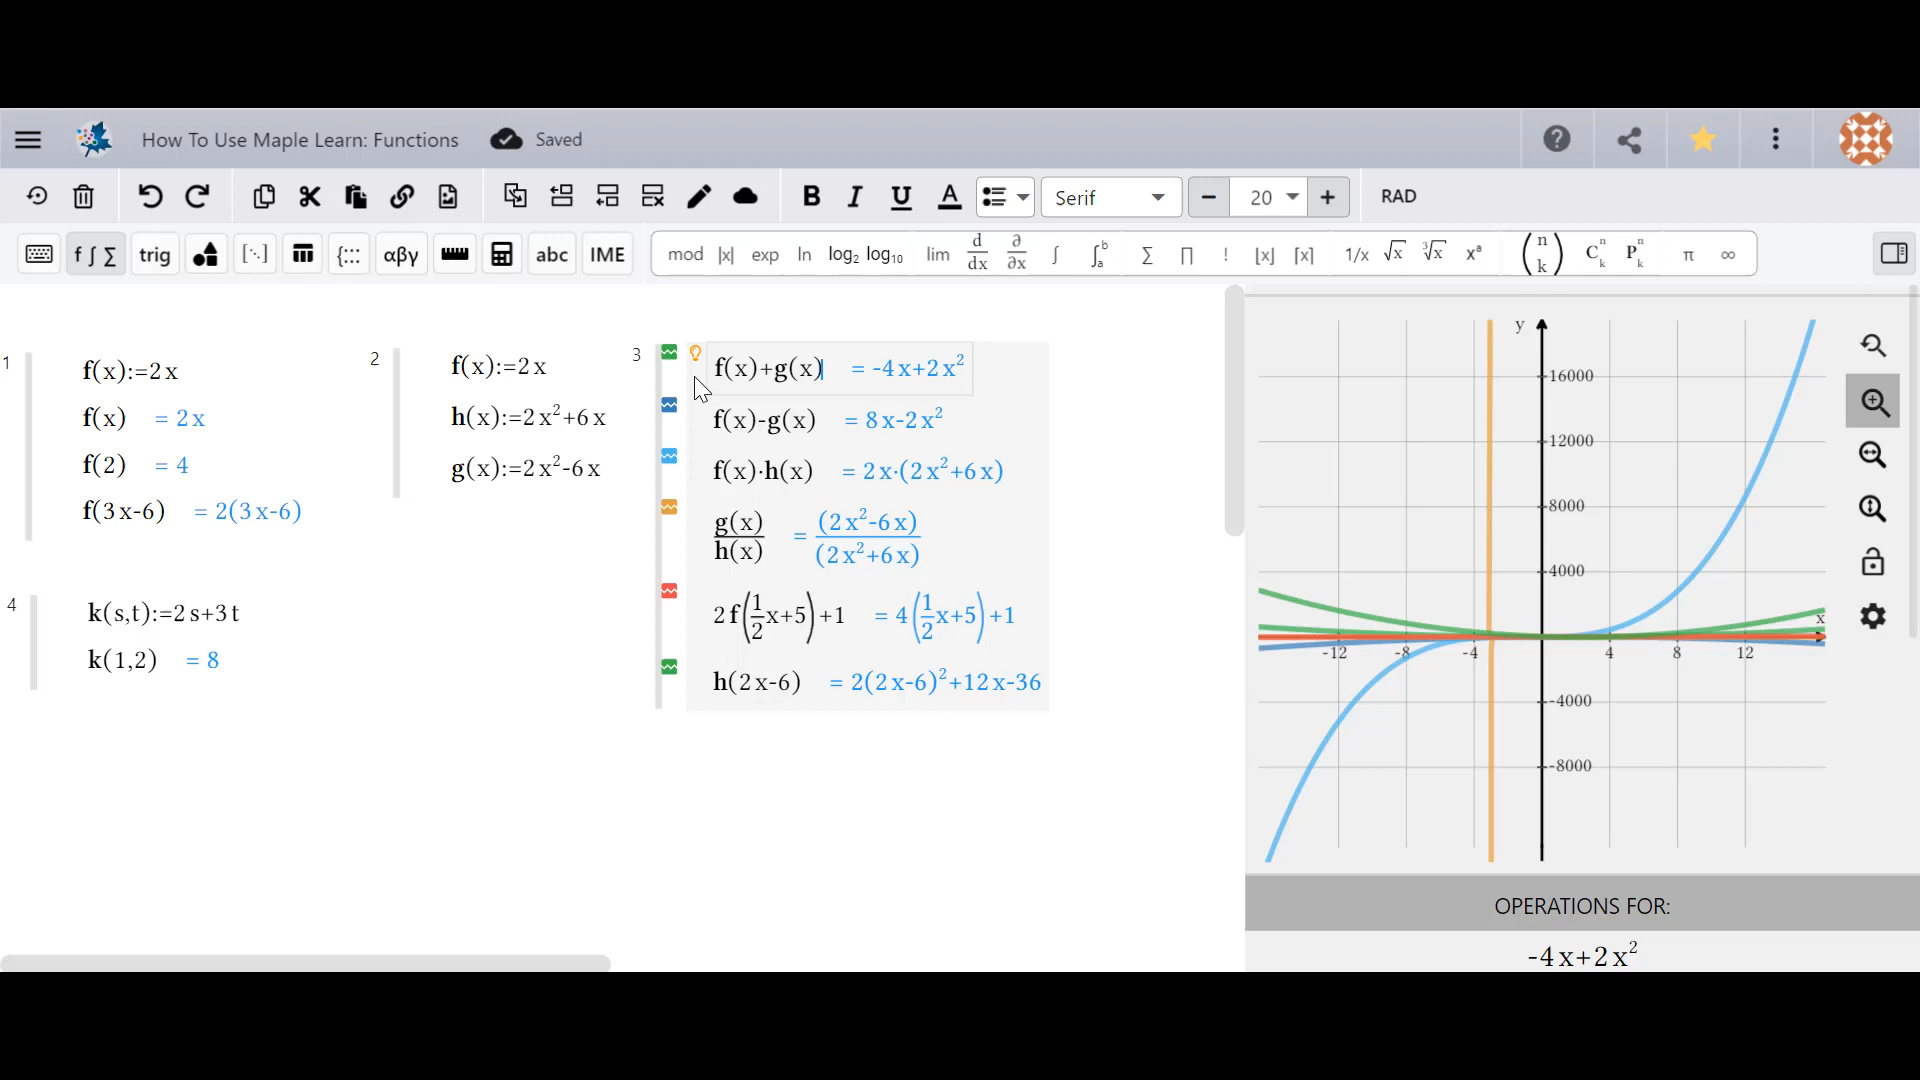 How To Use Maple Learn: Functions Saved
B I U A Serif − 20 + RAD
f ∫ ∑ trig αβγ abc IME mod |x| exp ln log₂ log₁₀ lim d/dx ∂/∂x ∫ ∫ₐᵇ ∑ ∏ ! ⌊x⌋ ⌈x⌉ 1/x √x ∛x xᵃ (n k) Cₖⁿ Pₖⁿ π ∞
1
f(x):=2x
f(x) = 2x
f(2) = 4
f(3x-6) = 2(3x-6)
2
f(x):=2x
h(x):=2x²+6x
g(x):=2x²-6x
3
f(x)+g(x) = -4x+2x²
f(x)-g(x) = 8x-2x²
f(x)·h(x) = 2x·(2x²+6x)
g(x)/h(x) = (2x²-6x)/(2x²+6x)
2f(1/2x+5)+1 = 4(1/2x+5)+1
h(2x-6) = 2(2x-6)²+12x-36
4
k(s,t):=2s+3t
k(1,2) = 8
y
16000
12000
8000
4000
x
-12 -8 -4 4 8 12
-4000
-8000
OPERATIONS FOR:
-4x+2x²